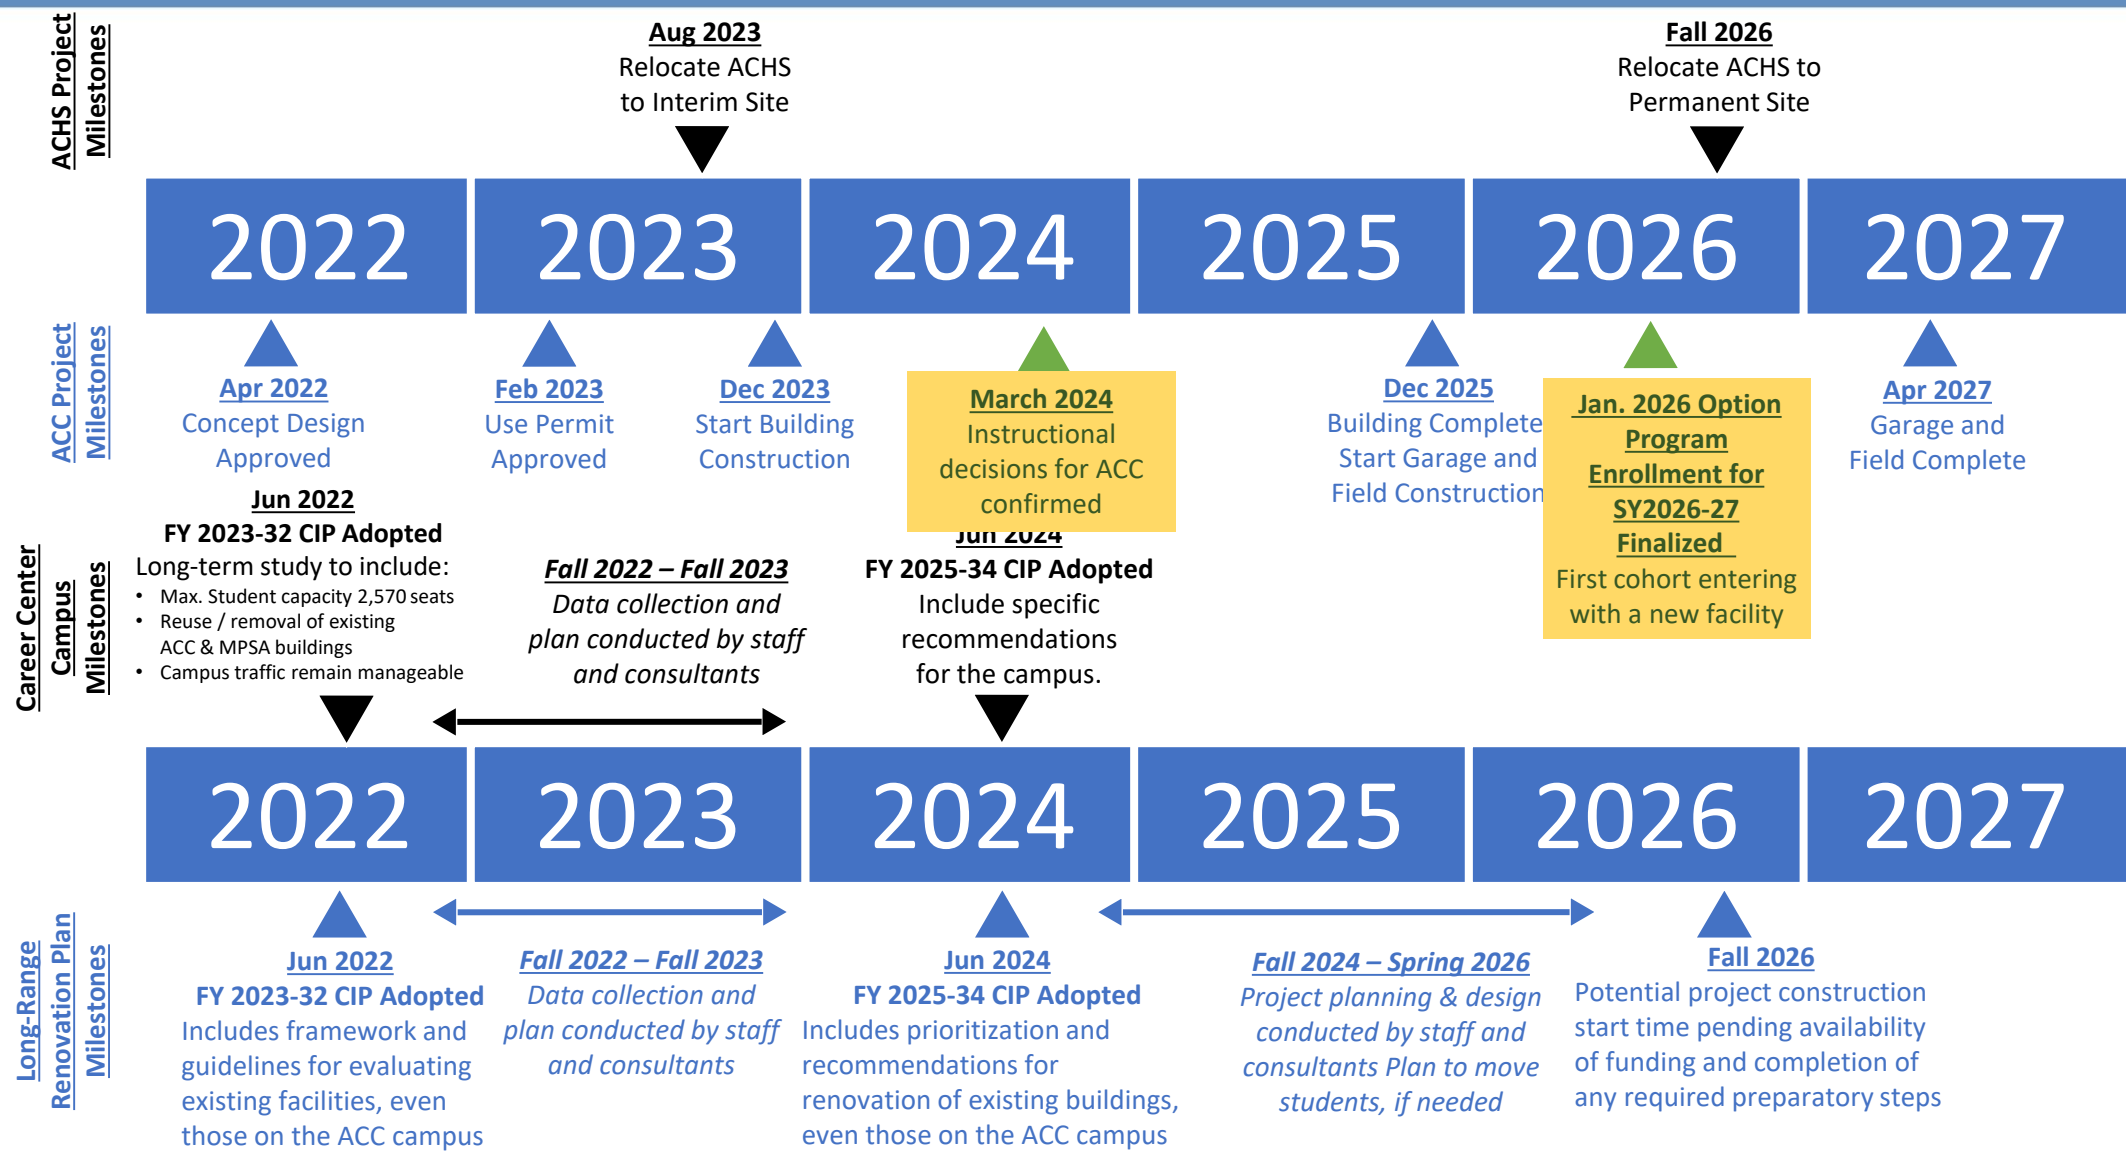 ACHS Project
Milestones
Aug 2023
Relocate ACHS
to Interim Site
Fall 2026
Relocate ACHS to
Permanent Site
2022
2023
2024
2025
2026
2027
ACC Project
Milestones
Apr 2022
Concept Design
Approved
Feb 2023
Use Permit
Approved
Dec 2023
Start Building
Construction
March 2024
Instructional
decisions for ACC
confirmed
Dec 2025
Building Complete
Start Garage and
Field Construction
Jan. 2026 Option
Program
Enrollment for
SY2026-27
Finalized
First cohort entering
with a new facility
Apr 2027
Garage and
Field Complete
Career Center
Campus
Milestones
Jun 2022
FY 2023-32 CIP Adopted
Long-term study to include:
• Max. Student capacity 2,570 seats
• Reuse / removal of existing
ACC & MPSA buildings
• Campus traffic remain manageable
Fall 2022 – Fall 2023
Data collection and
plan conducted by staff
and consultants
Jun 2024
FY 2025-34 CIP Adopted
Include specific
recommendations
for the campus.
2022
2023
2024
2025
2026
2027
Long-Range
Renovation Plan
Milestones
Jun 2022
FY 2023-32 CIP Adopted
Includes framework and
guidelines for evaluating
existing facilities, even
those on the ACC campus
Fall 2022 – Fall 2023
Data collection and
plan conducted by staff
and consultants
Jun 2024
FY 2025-34 CIP Adopted
Includes prioritization and
recommendations for
renovation of existing buildings,
even those on the ACC campus
Fall 2024 – Spring 2026
Project planning & design
conducted by staff and
consultants Plan to move
students, if needed
Fall 2026
Potential project construction
start time pending availability
of funding and completion of
any required preparatory steps